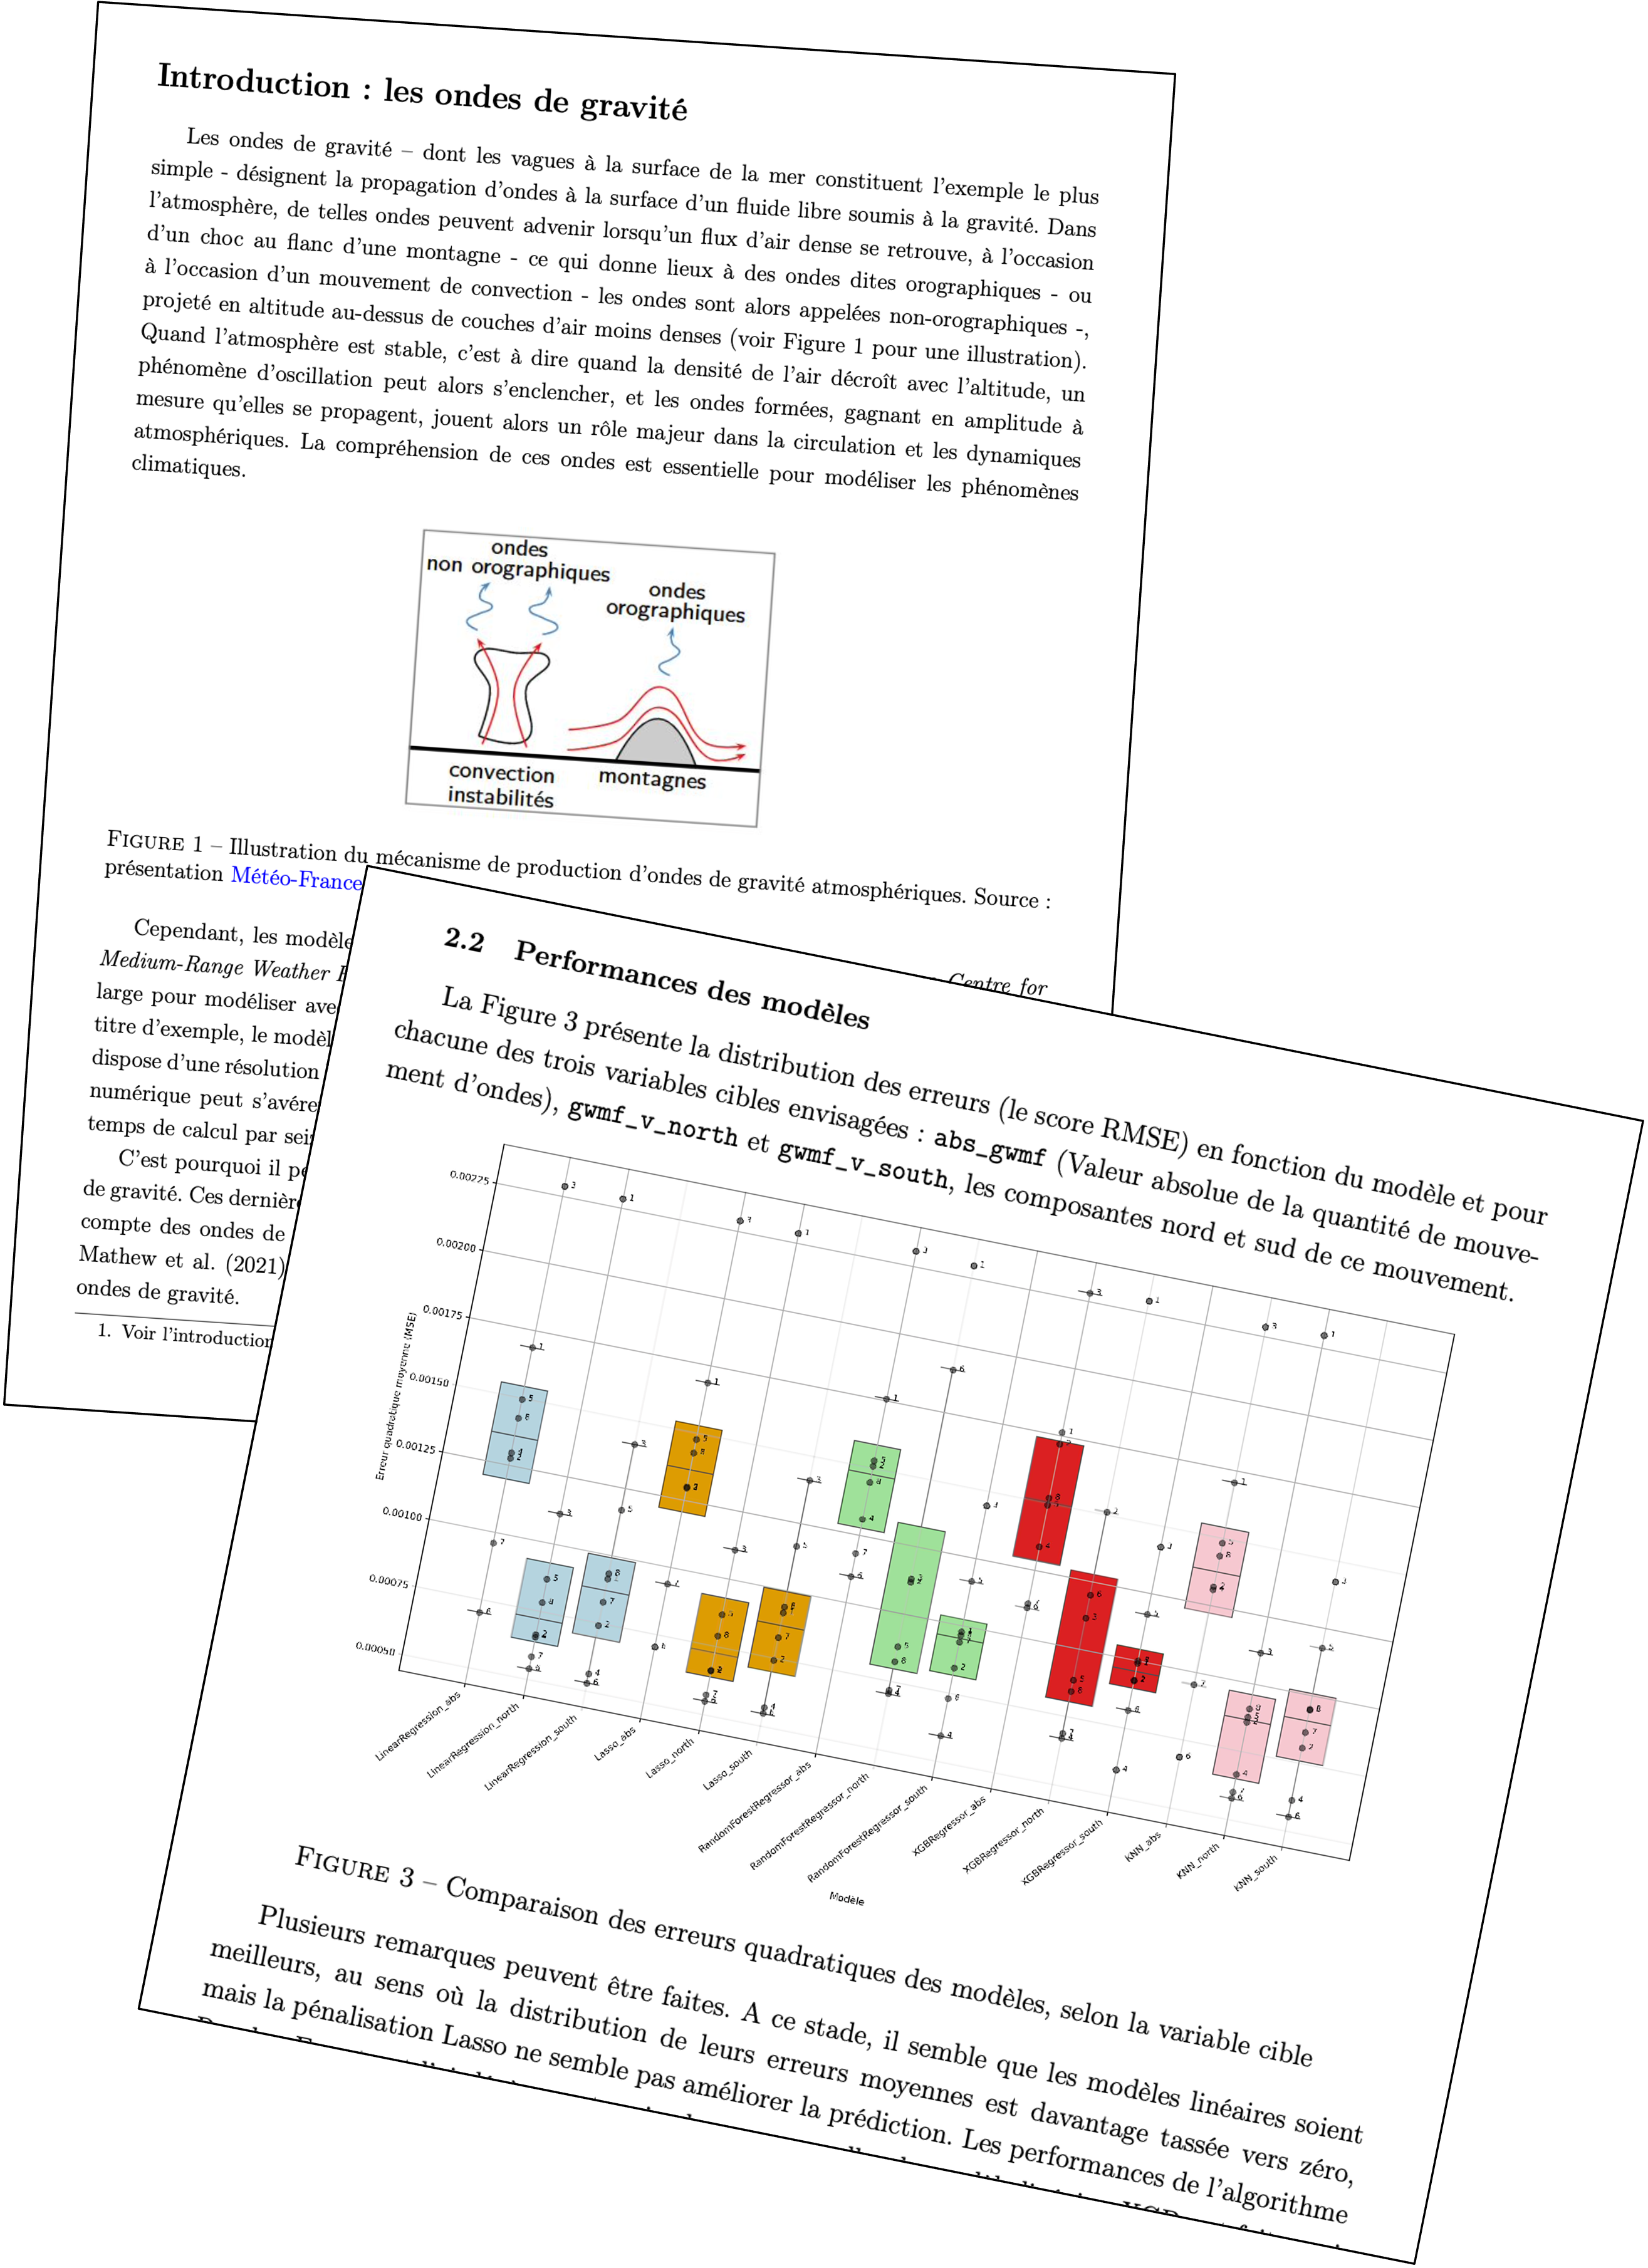 Introduction : les ondes de gravité
Les ondes de gravité – dont les vagues à la surface de la mer constituent l'exemple le plus
simple - désignent la propagation d'ondes à la surface d'un fluide libre soumis à la gravité. Dans
l'atmosphère, de telles ondes peuvent advenir lorsqu'un flux d'air dense se retrouve, à l'occasion
d'un choc au flanc d'une montagne - ce qui donne lieux à des ondes dites orographiques - ou
à l'occasion d'un mouvement de convection - les ondes sont alors appelées non-orographiques -,
projeté en altitude au-dessus de couches d'air moins denses (voir Figure 1 pour une illustration).
Quand l'atmosphère est stable, c'est à dire quand la densité de l'air décroît avec l'altitude, un
phénomène d'oscillation peut alors s'enclencher, et les ondes formées, gagnant en amplitude à
mesure qu'elles se propagent, jouent alors un rôle majeur dans la circulation et les dynamiques
atmosphériques. La compréhension de ces ondes est essentielle pour modéliser les phénomènes
climatiques.
ondes
non orographiques
ondes
orographiques
convection
instabilités
montagnes
FIGURE 1 – Illustration du mécanisme de production d'ondes de gravité atmosphériques. Source :
présentation Météo-France
Cependant, les modèle
Centre for
Medium-Range Weather
large pour modéliser ave
titre d'exemple, le modèl
dispose d'une résolution
numérique peut s'avére
temps de calcul par sei
C'est pourquoi il pe
de gravité. Ces dernière
compte des ondes de
Mathew et al. (2021)
ondes de gravité.
1. Voir l'introduction
2.2 Performances des modèles
La Figure 3 présente la distribution des erreurs (le score RMSE) en fonction du modèle et pour
chacune des trois variables cibles envisagées : abs_gwmf (Valeur absolue de la quantité de mouve-
ment d'ondes), gwmf_v_north et gwmf_v_south, les composantes nord et sud de ce mouvement.
Erreur quadratique moyenne (MSE)
0.00225
0.00200
0.00175
0.00150
0.00125
0.00100
0.00075
0.00050
LinearRegression_abs
LinearRegression_north
LinearRegression_south
Lasso_abs
Lasso_north
Lasso_south
RandomForestRegressor_abs
RandomForestRegressor_north
RandomForestRegressor_south
XGBRegressor_abs
XGBRegressor_north
XGBRegressor_south
KNN_abs
KNN_north
KNN_south
Modèle
FIGURE 3 – Comparaison des erreurs quadratiques des modèles, selon la variable cible
Plusieurs remarques peuvent être faites. A ce stade, il semble que les modèles linéaires soient
meilleurs, au sens où la distribution de leurs erreurs moyennes est davantage tassée vers zéro,
mais la pénalisation Lasso ne semble pas améliorer la prédiction. Les performances de l'algorithme